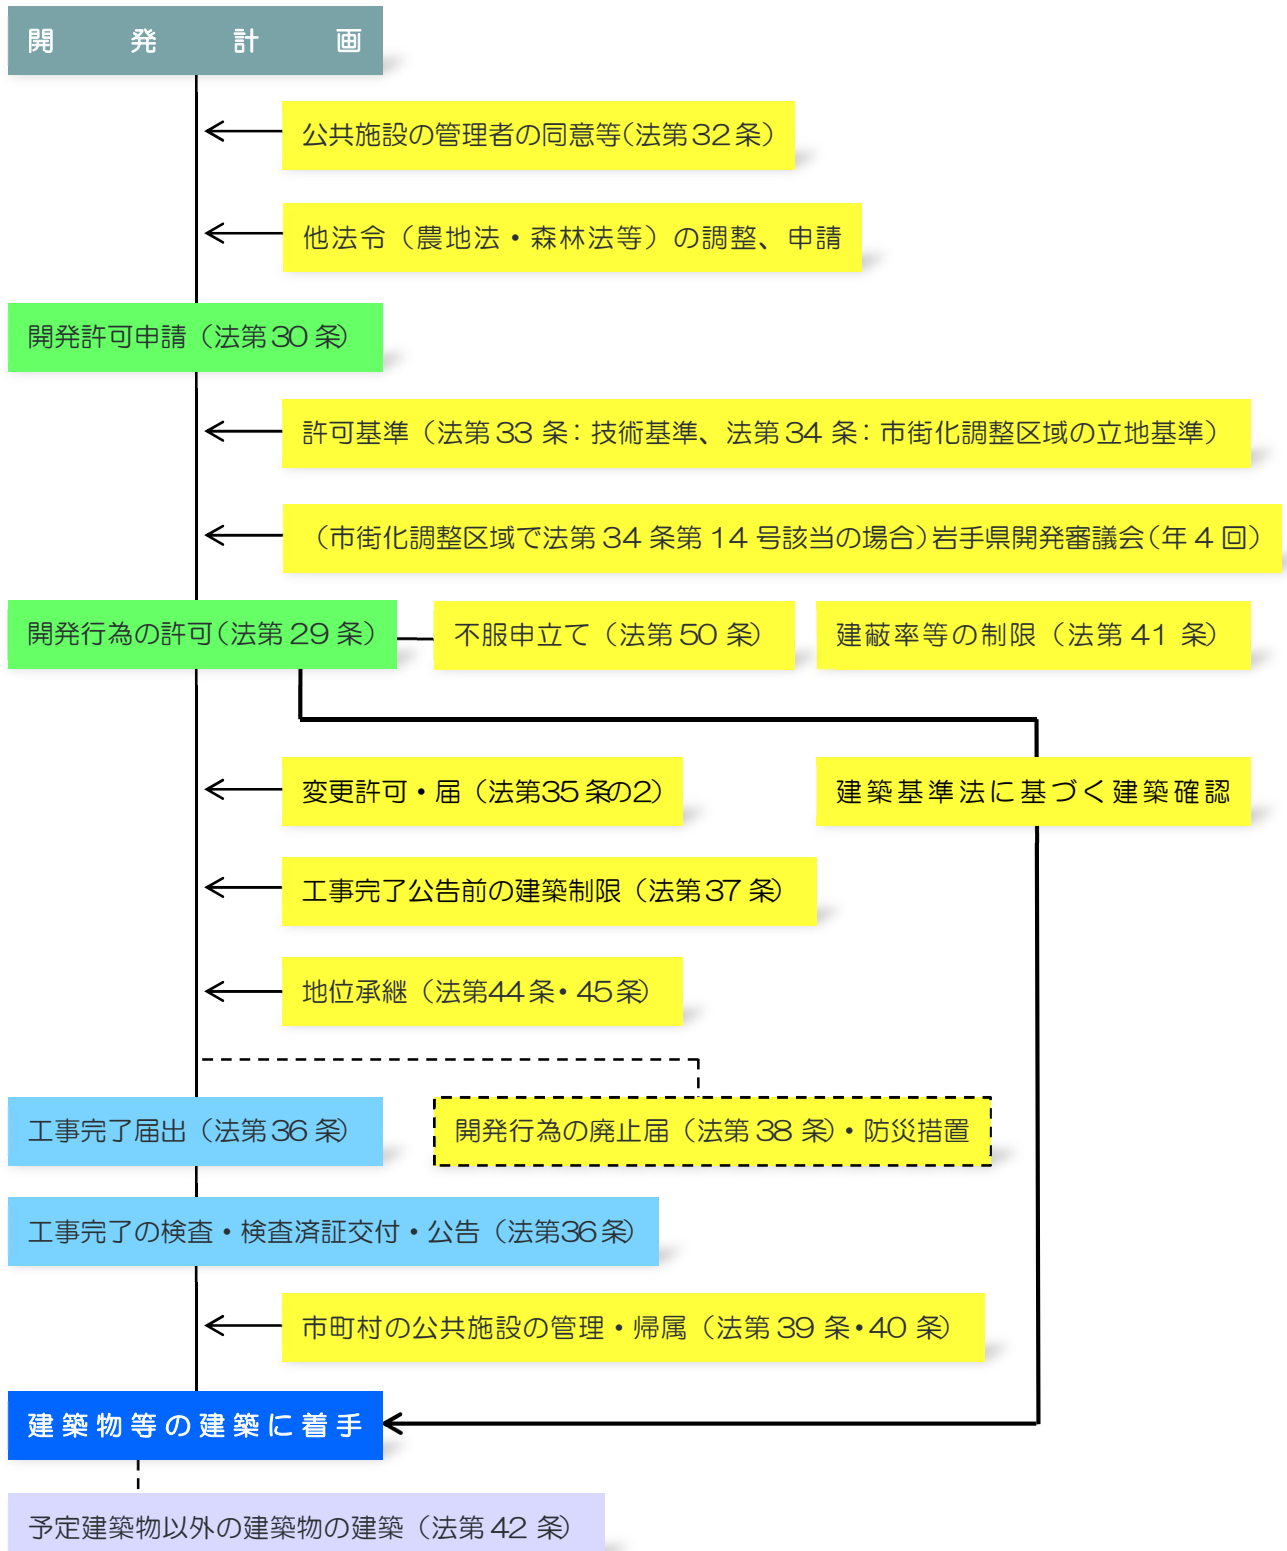 開発計画
公共施設の管理者の同意等(法第32条)
他法令（農地法・森林法等）の調整、申請
開発許可申請（法第30条）
許可基準（法第33条：技術基準、法第34条：市街化調整区域の立地基準）
（市街化調整区域で法第34条第14号該当の場合)岩手県開発審議会(年4回)
開発行為の許可(法第29条)
不服申立て（法第50条）
建蔽率等の制限（法第41条）
変更許可・届（法第35条の2）
建築基準法に基づく建築確認
工事完了公告前の建築制限（法第37条）
地位承継（法第44条・45条）
工事完了届出（法第36条）
開発行為の廃止届（法第38条）・防災措置
工事完了の検査・検査済証交付・公告（法第36条）
市町村の公共施設の管理・帰属（法第39条・40条）
建築物等の建築に着手
予定建築物以外の建築物の建築（法第42条）